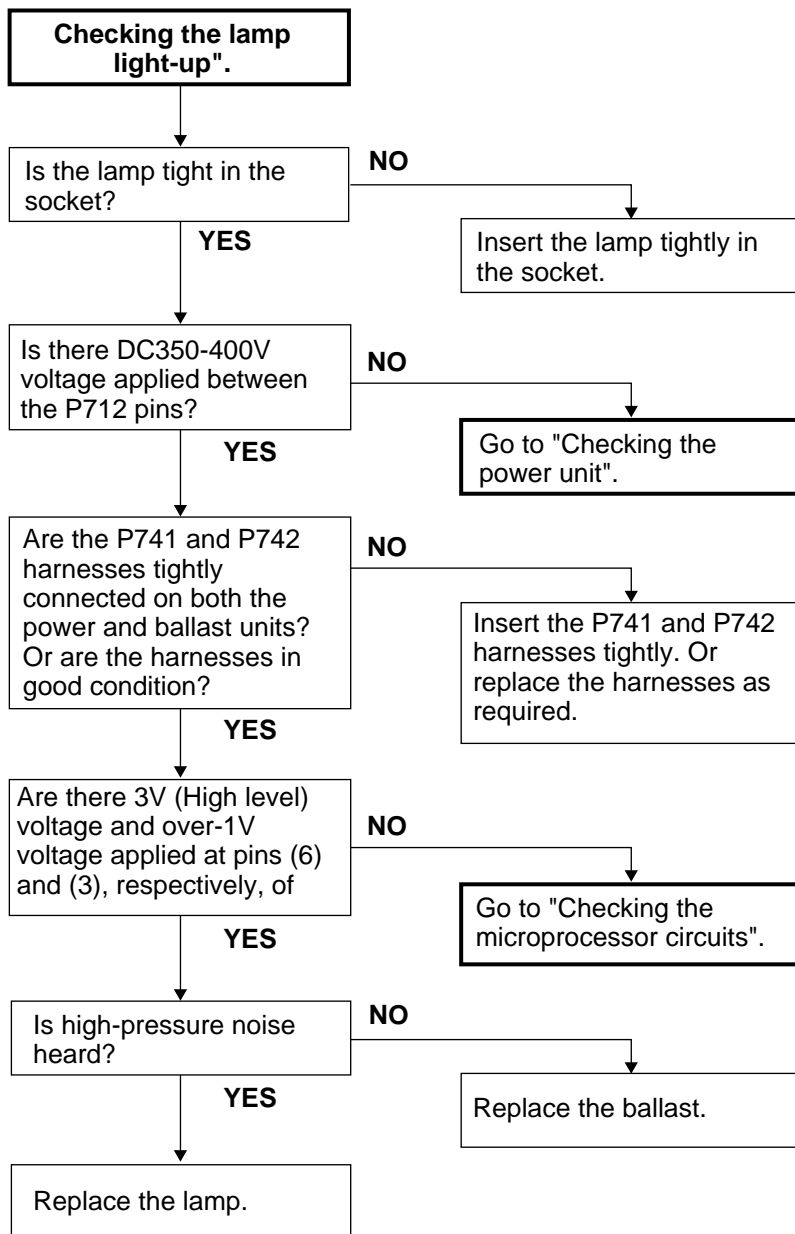 Checking the lamp
light-up".
Is the lamp tight in the
socket?
NO
YES
Insert the lamp tightly in
the socket.
Is there DC350-400V
voltage applied between
the P712 pins?
NO
YES
Go to "Checking the
power unit".
Are the P741 and P742
harnesses tightly
connected on both the
power and ballast units?
Or are the harnesses in
good condition?
NO
YES
Insert the P741 and P742
harnesses tightly. Or
replace the harnesses as
required.
Are there 3V (High level)
voltage and over-1V
voltage applied at pins (6)
and (3), respectively, of
NO
YES
Go to "Checking the
microprocessor circuits".
Is high-pressure noise
heard?
NO
YES
Replace the ballast.
Replace the lamp.